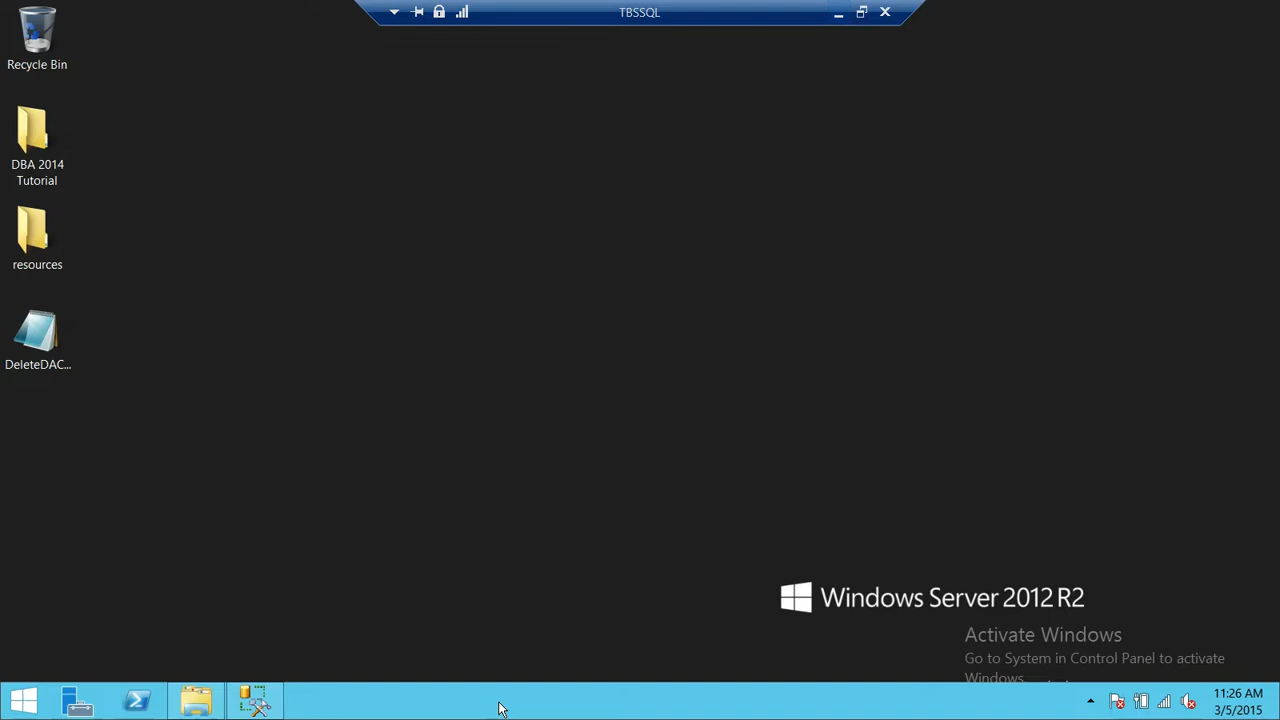 TBSSQL
Recycle Bin
DBA 2014
Tutorial
resources
DeleteDAC...
Windows Server 2012 R2
Activate Windows
Go to System in Control Panel to activate
Windows.
11:26 AM
3/5/2015